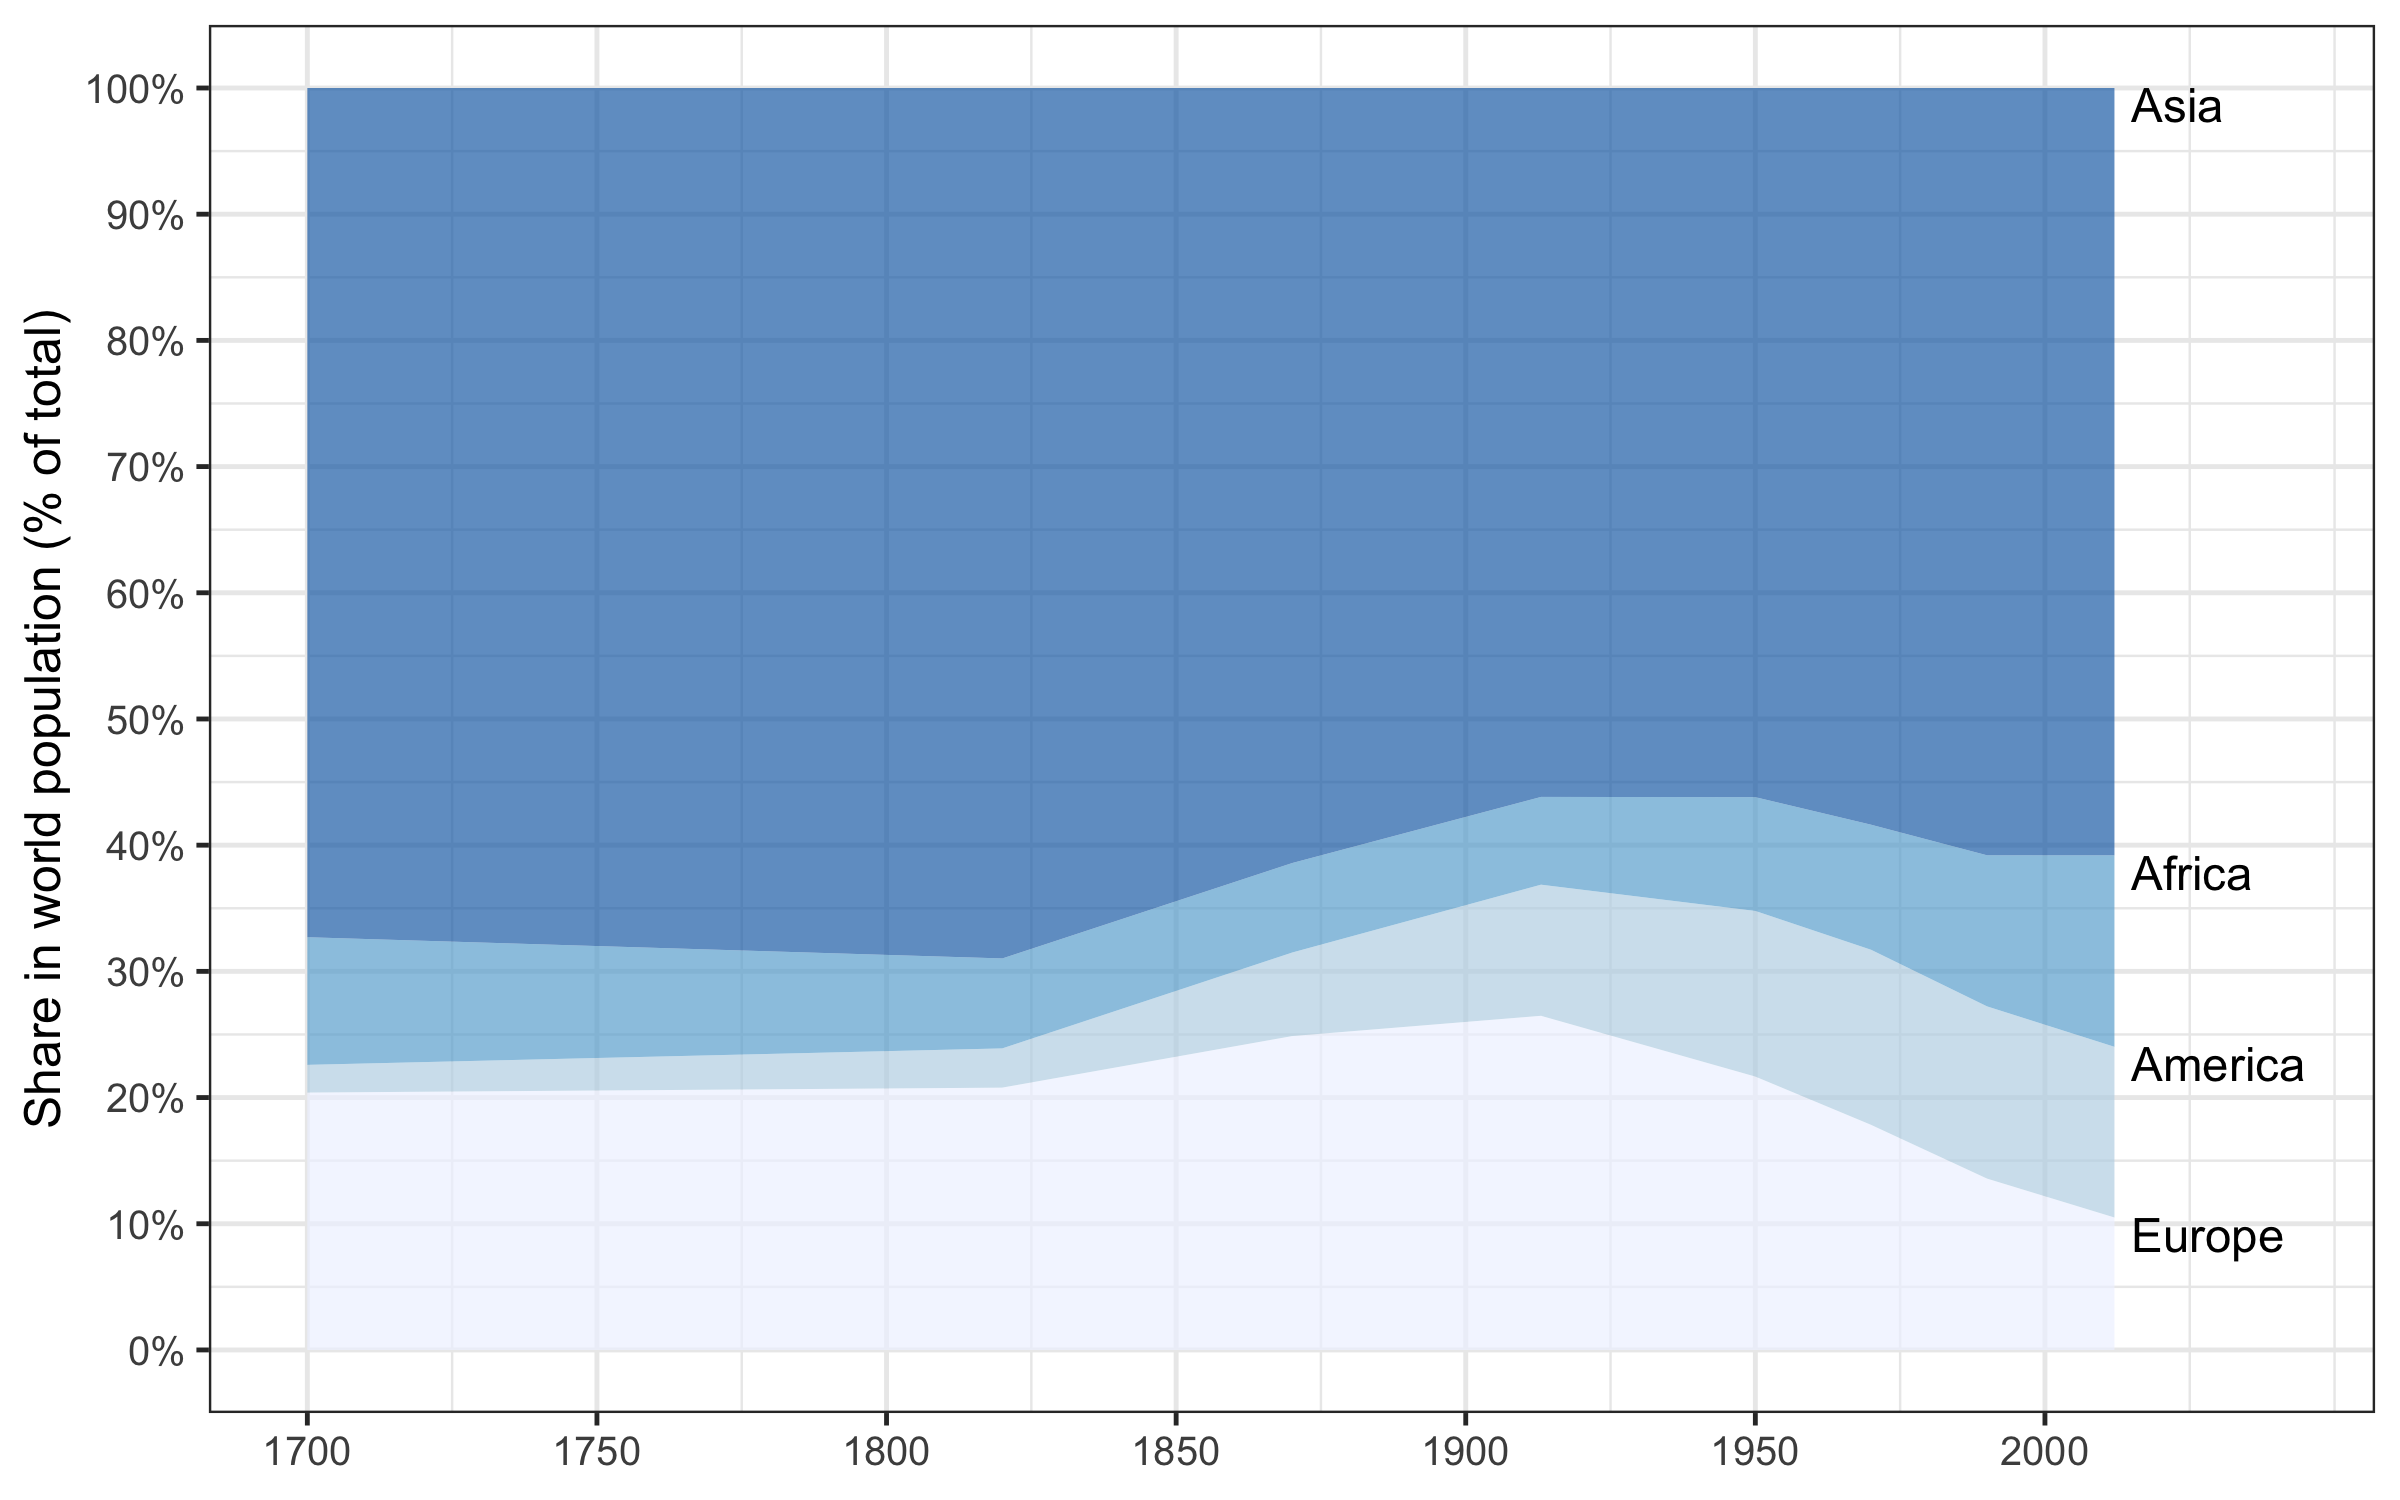 Share in world population (% of total)
100%
90%
80%
70%
60%
50%
40%
30%
20%
10%
0%
Asia
Africa
America
Europe
1700 1750 1800 1850 1900 1950 2000